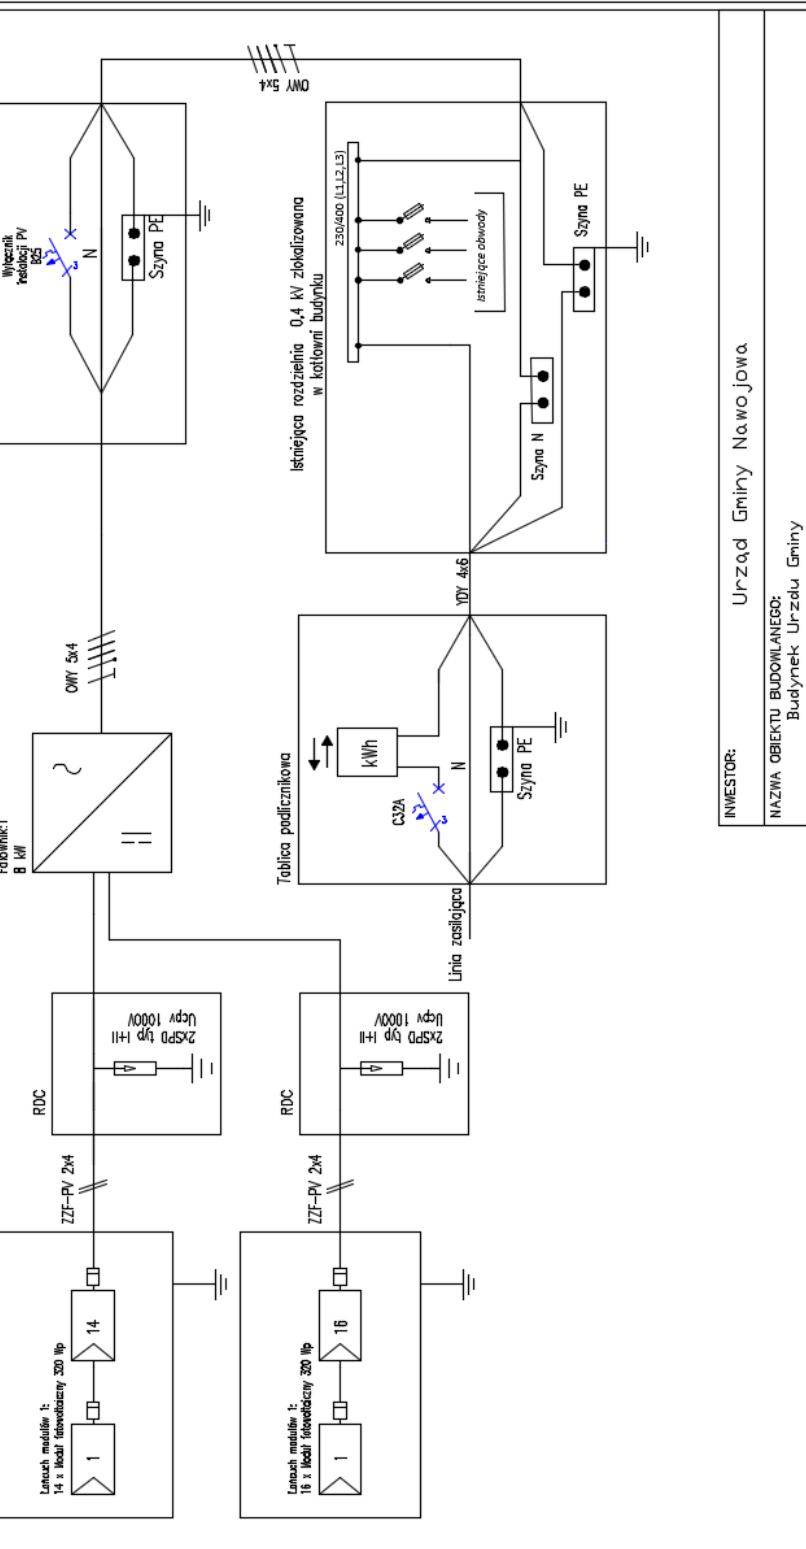 OWY 5x4
Wyłącznik
instalacji PV
B25
3
N
Szyna PE
OWY 5x4
8 kW
Istniejąca rozdzielnia 0,4 kV zlokalizowana
w kotłowni budynku
230/400 (L1,L2,L3)
Istniejące obwody
Szyna PE
Szyna N
YDY 4x6
Tablica podlicznikowa
kWh
C32A
3
N
Szyna PE
Linia zasilająca
RDC
2xSPD typ I+II
Ucpv 1000V
RDC
2xSPD typ I+II
Ucpv 1000V
ZZF-PV 2x4
ZZF-PV 2x4
Łańcuch modułów 1:
14 x Moduł fotowoltaiczny 320 Wp
1
14
Łańcuch modułów 1:
16 x Moduł fotowoltaiczny 320 Wp
1
16
INWESTOR:
Urząd Gminy Nawojowa
NAZWA OBIEKTU BUDOWLANEGO:
Budynek Urzdu Gminy